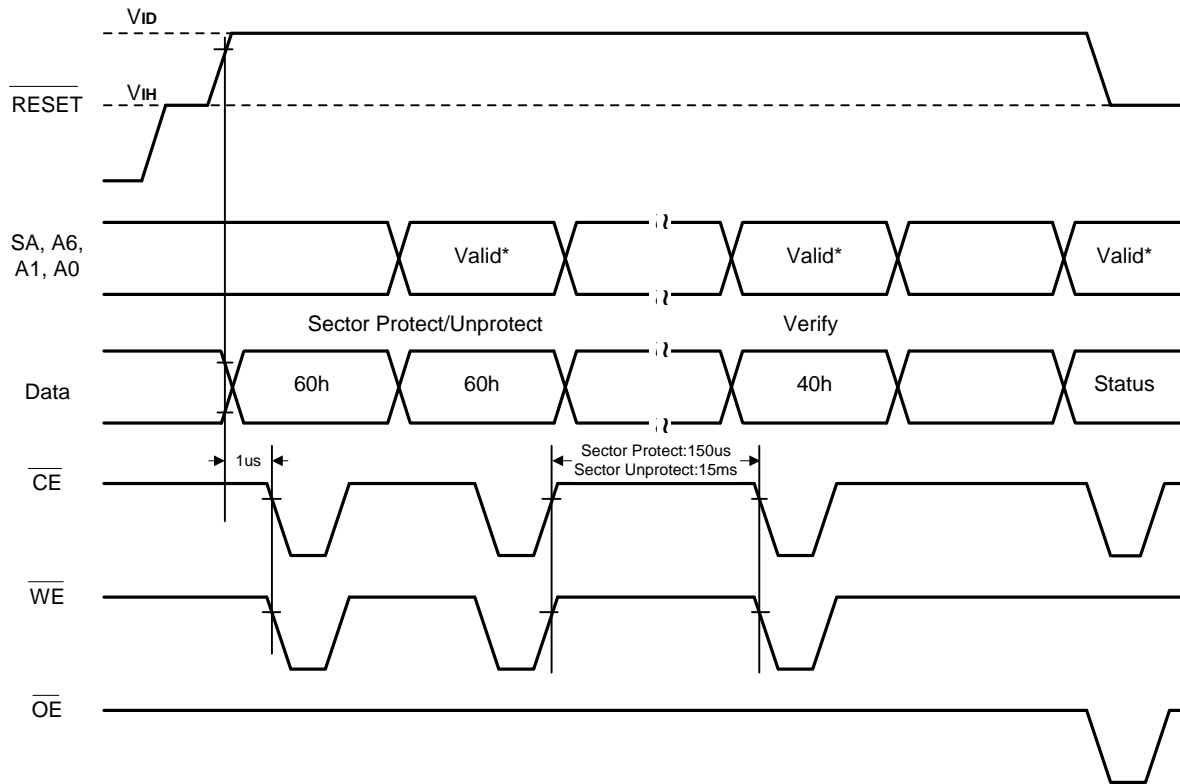 VID
VIH
RESET
SA, A6,
A1, A0
Valid*
Valid*
Valid*
Sector Protect/Unprotect
Verify
Data
60h
60h
40h
Status
1us
Sector Protect:150us
Sector Unprotect:15ms
CE
WE
OE